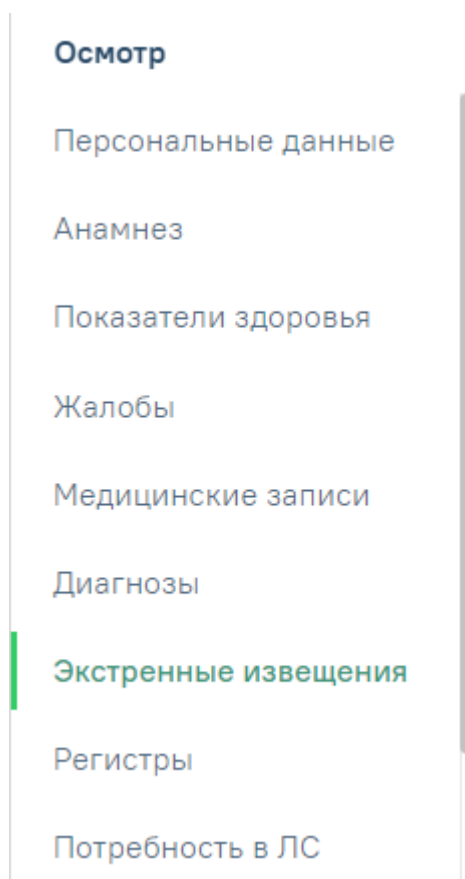 Осмотр
Персональные данные
Анамнез
Показатели здоровья
Жалобы
Медицинские записи
Диагнозы
Экстренные извещения
Регистры
Потребность в ЛС